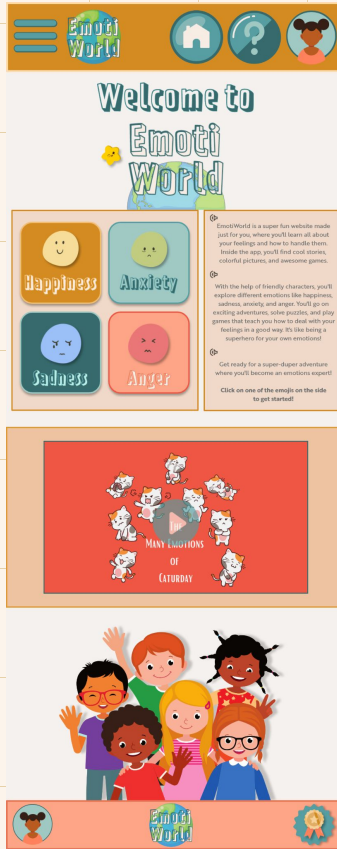 Emoti
World
?
Welcome to
Emoti
World
Happiness
Anxiety
Sadness
Anger
EmotiWorld is a super fun website made
just for you, where you'll learn all about
your feelings and how to handle them.
Inside the app, you'll find cool stories,
colorful pictures, and awesome games.
With the help of friendly characters, you'll
explore different emotions like happiness,
sadness, anxiety, and anger. You'll go on
exciting adventures, solve puzzles, and play
games that teach you how to deal with your
feelings in a good way. It's like being a
superhero for your own emotions!
Get ready for a super-duper adventure
where you'll become an emotions expert!
Click on one of the emojis on the side
to get started!
The
Many Emotions
of
Caturday
Emoti
World